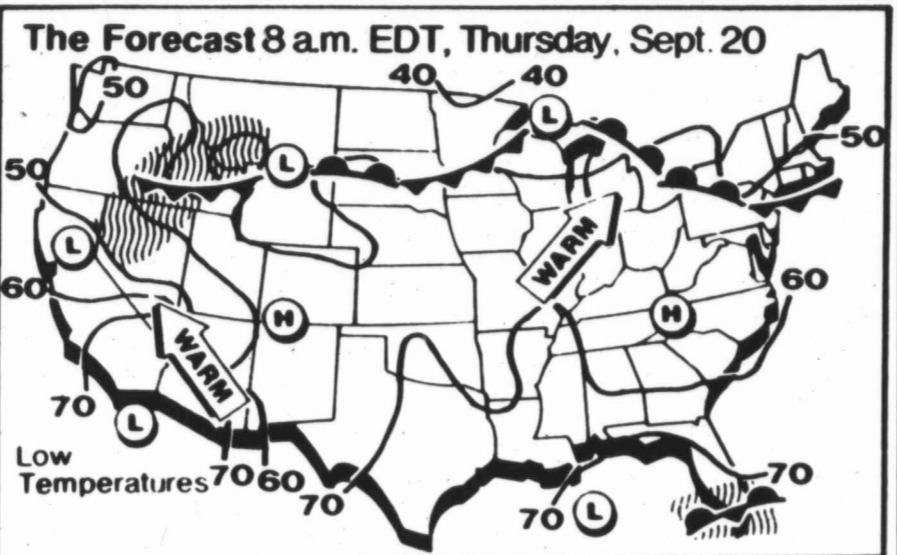 The Forecast 8 a.m. EDT, Thursday, Sept. 20
40 40
50
L
50
50
L
L
WARM
60
60
H
H
WARM
70
L
Low
Temperatures
70 60
70
70
L
70